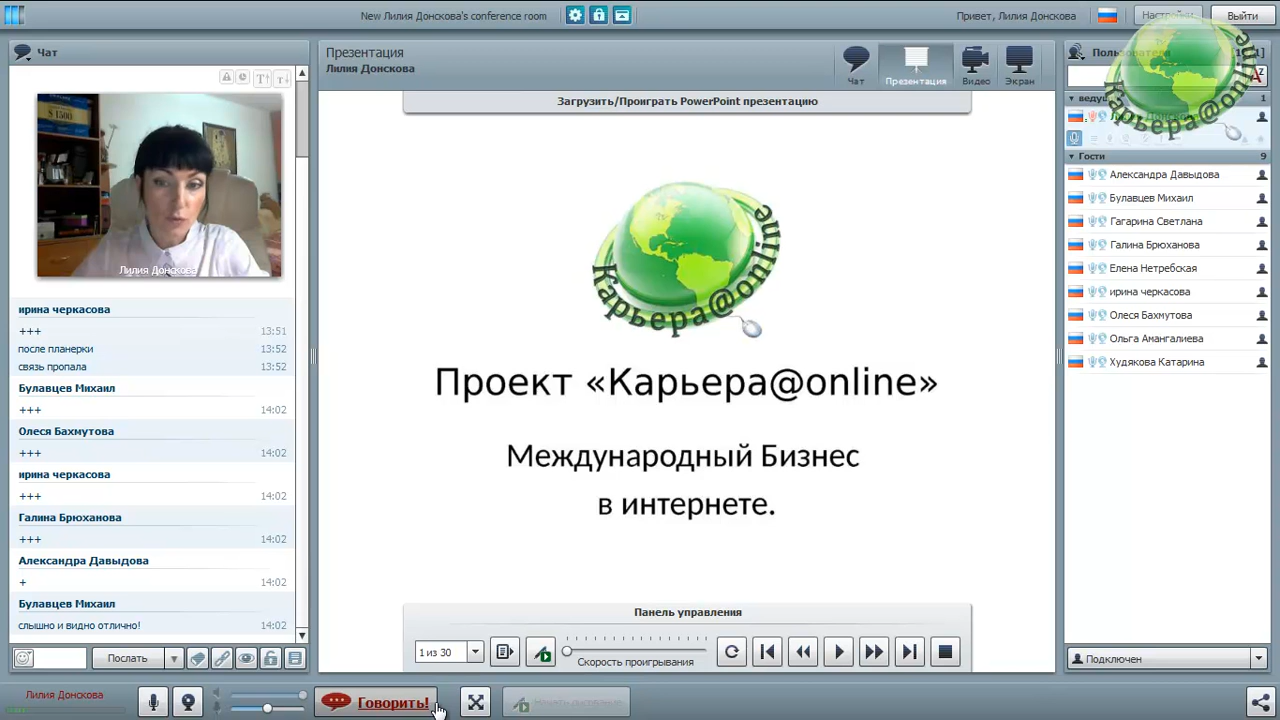 New Лилия Донскова's conference room
Привет, Лилия Донскова
Выйти
Чат
Лилия Донскова
ирина черкасова
+++ 13:51
после планерки 13:52
связь пропала 13:52
Булавцев Михаил
+++ 14:02
Олеся Бахмутова
+++ 14:02
ирина черкасова
+++ 14:02
Галина Брюханова
+++ 14:02
Александра Давыдова
+ 14:02
Булавцев Михаил
слышно и видно отлично! 14:02
Послать
Лилия Донскова
Говорить!
Презентация
Лилия Донскова
Чат
Презентация
Видео
Экран
Загрузить/Проиграть PowerPoint презентацию
Карьера@online
Проект «Карьера@online»
Международный Бизнес
в интернете.
Панель управления
1 из 30
Скорость проигрывания
Карьера@online
1
Гости 9
Александра Давыдова
Булавцев Михаил
Гагарина Светлана
Галина Брюханова
Елена Нетребская
ирина черкасова
Олеся Бахмутова
Ольга Амангалиева
Худякова Катарина
Подключен